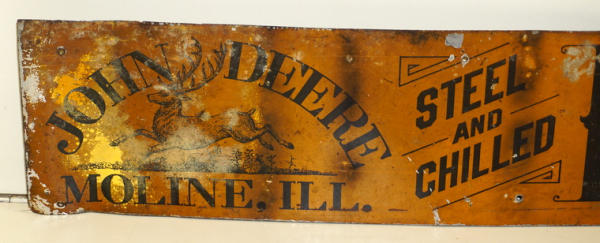 JOHN DEERE
MOLINE, ILL.
STEEL
AND
CHILLED